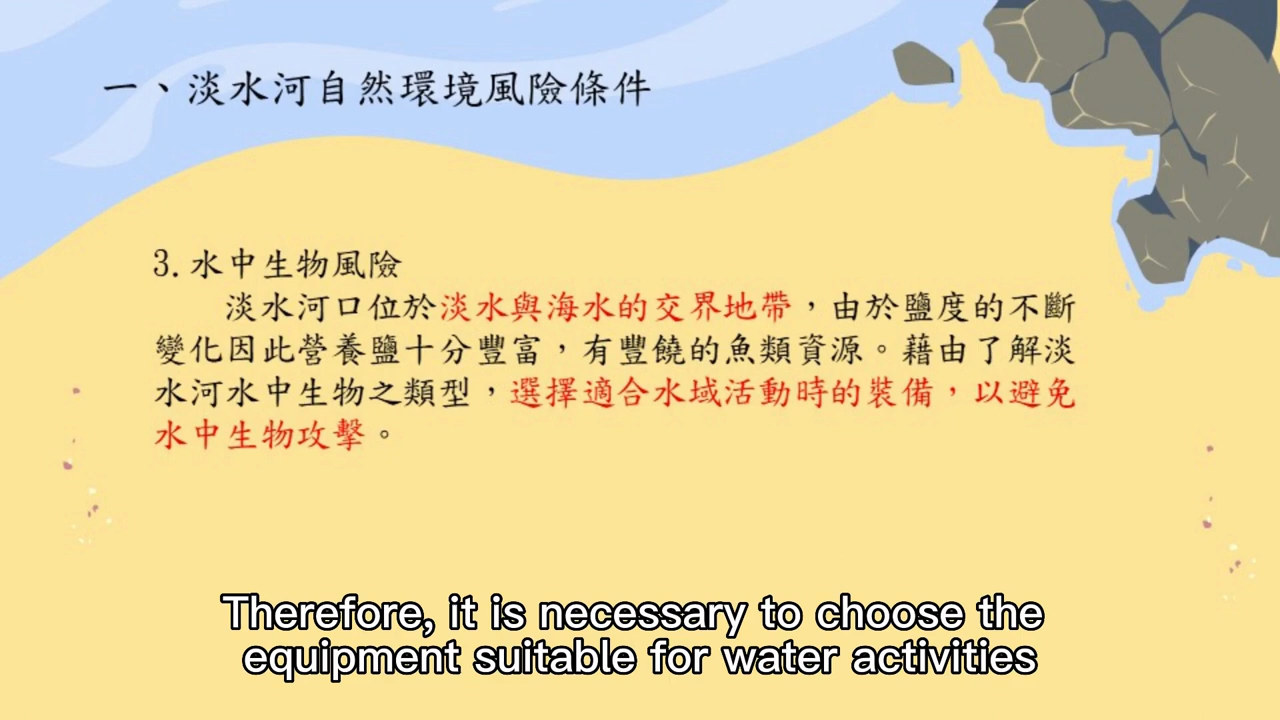 一、淡水河自然環境風險條件
3. 水中生物風險
淡水河口位於淡水與海水的交界地帶，由於鹽度的不斷
變化因此營養鹽十分豐富，有豐饒的魚類資源。藉由了解淡
水河水中生物之類型，選擇適合水域活動時的裝備，以避免
水中生物攻擊。
Therefore, it is necessary to choose the
equipment suitable for water activities